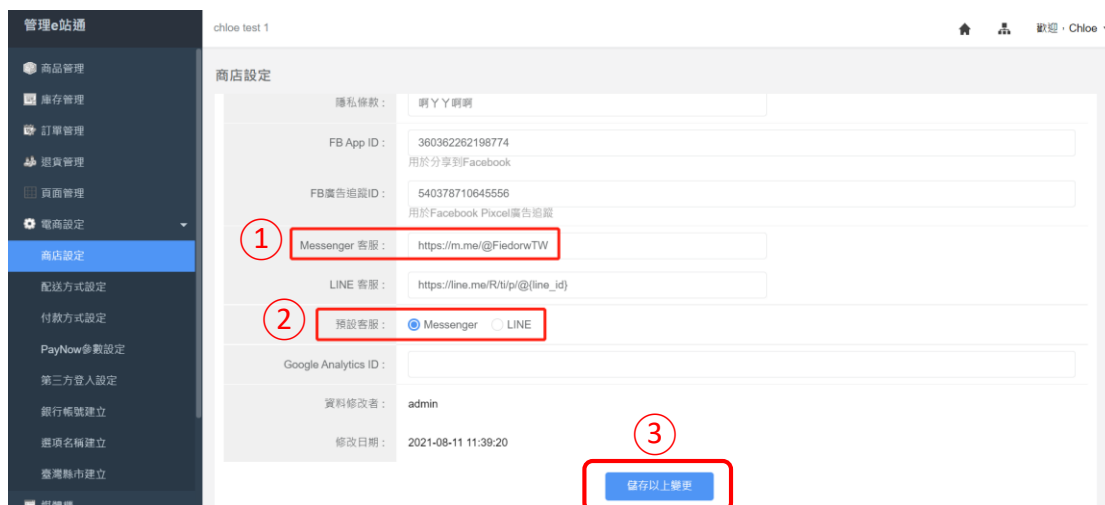 管理e站通
chloe test 1
歡迎，Chloe
商品管理
庫存管理
訂單管理
退貨管理
頁面管理
電商設定
商店設定
配送方式設定
付款方式設定
PayNow參數設定
第三方登入設定
銀行帳號建立
選項名稱建立
臺灣縣市建立
商店設定
隱私條款：
啊ㄚㄚ啊啊
FB App ID：
360362262198774
用於分享到Facebook
FB廣告追蹤ID：
540378710645556
用於Facebook Pixcel廣告追蹤
1
Messenger 客服：
https://m.me/@FiedorwTW
LINE 客服：
https://line.me/R/ti/p/@{line_id}
2
預設客服：
Messenger
LINE
Google Analytics ID：
資料修改者：
admin
修改日期：
2021-08-11 11:39:20
3
儲存以上變更